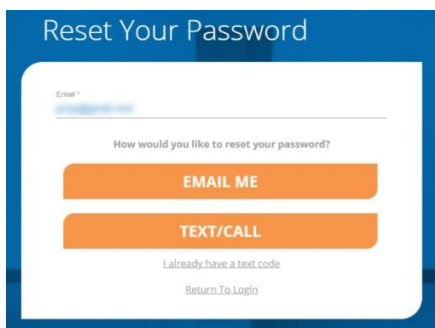 Reset Your Password
Email *
How would you like to reset your password?
EMAIL ME
TEXT/CALL
I already have a text code
Return To Login